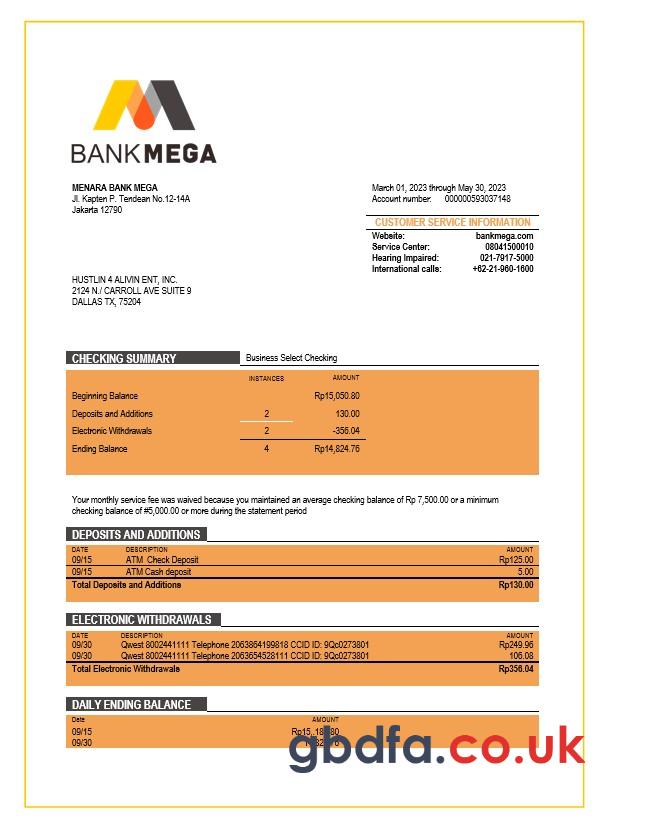 BANKMEGA
MENARA BANK MEGA
Jl. Kapten P. Tendean No.12-14A
Jakarta 12790
March 01, 2023 through May 30, 2023
Account number: 000000593037148
CUSTOMER SERVICE INFORMATION
Website: bankmega.com
Service Center: 08041500010
Hearing Impaired: 021-7917-5000
International calls: +62-21-960-1600
HUSTLIN 4 ALIVIN ENT, INC.
2124 N./ CARROLL AVE SUITE 9
DALLAS TX, 75204
CHECKING SUMMARY Business Select Checking
INSTANCES AMOUNT
Beginning Balance Rp15,050.80
Deposits and Additions 2 130.00
Electronic Withdrawals 2 -356.04
Ending Balance 4 Rp14,824.76
Your monthly service fee was waived because you maintained an average checking balance of Rp 7,500.00 or a minimum
checking balance of #5,000.00 or more during the statement period
DEPOSITS AND ADDITIONS
DATE DESCRIPTION AMOUNT
09/15 ATM Check Deposit Rp125.00
09/15 ATM Cash deposit 5.00
Total Deposits and Additions Rp130.00
ELECTRONIC WITHDRAWALS
DATE DESCRIPTION AMOUNT
09/30 Qwest 8002441111 Telephone 2063864199818 CCID ID: 9Qc0273801 Rp249.96
09/30 Qwest 8002441111 Telephone 2063654528111 CCID ID: 9Qc0273801 106.08
Total Electronic Withdrawals Rp356.04
DAILY ENDING BALANCE
Date AMOUNT
09/15
09/30
gbdfa.co.uk